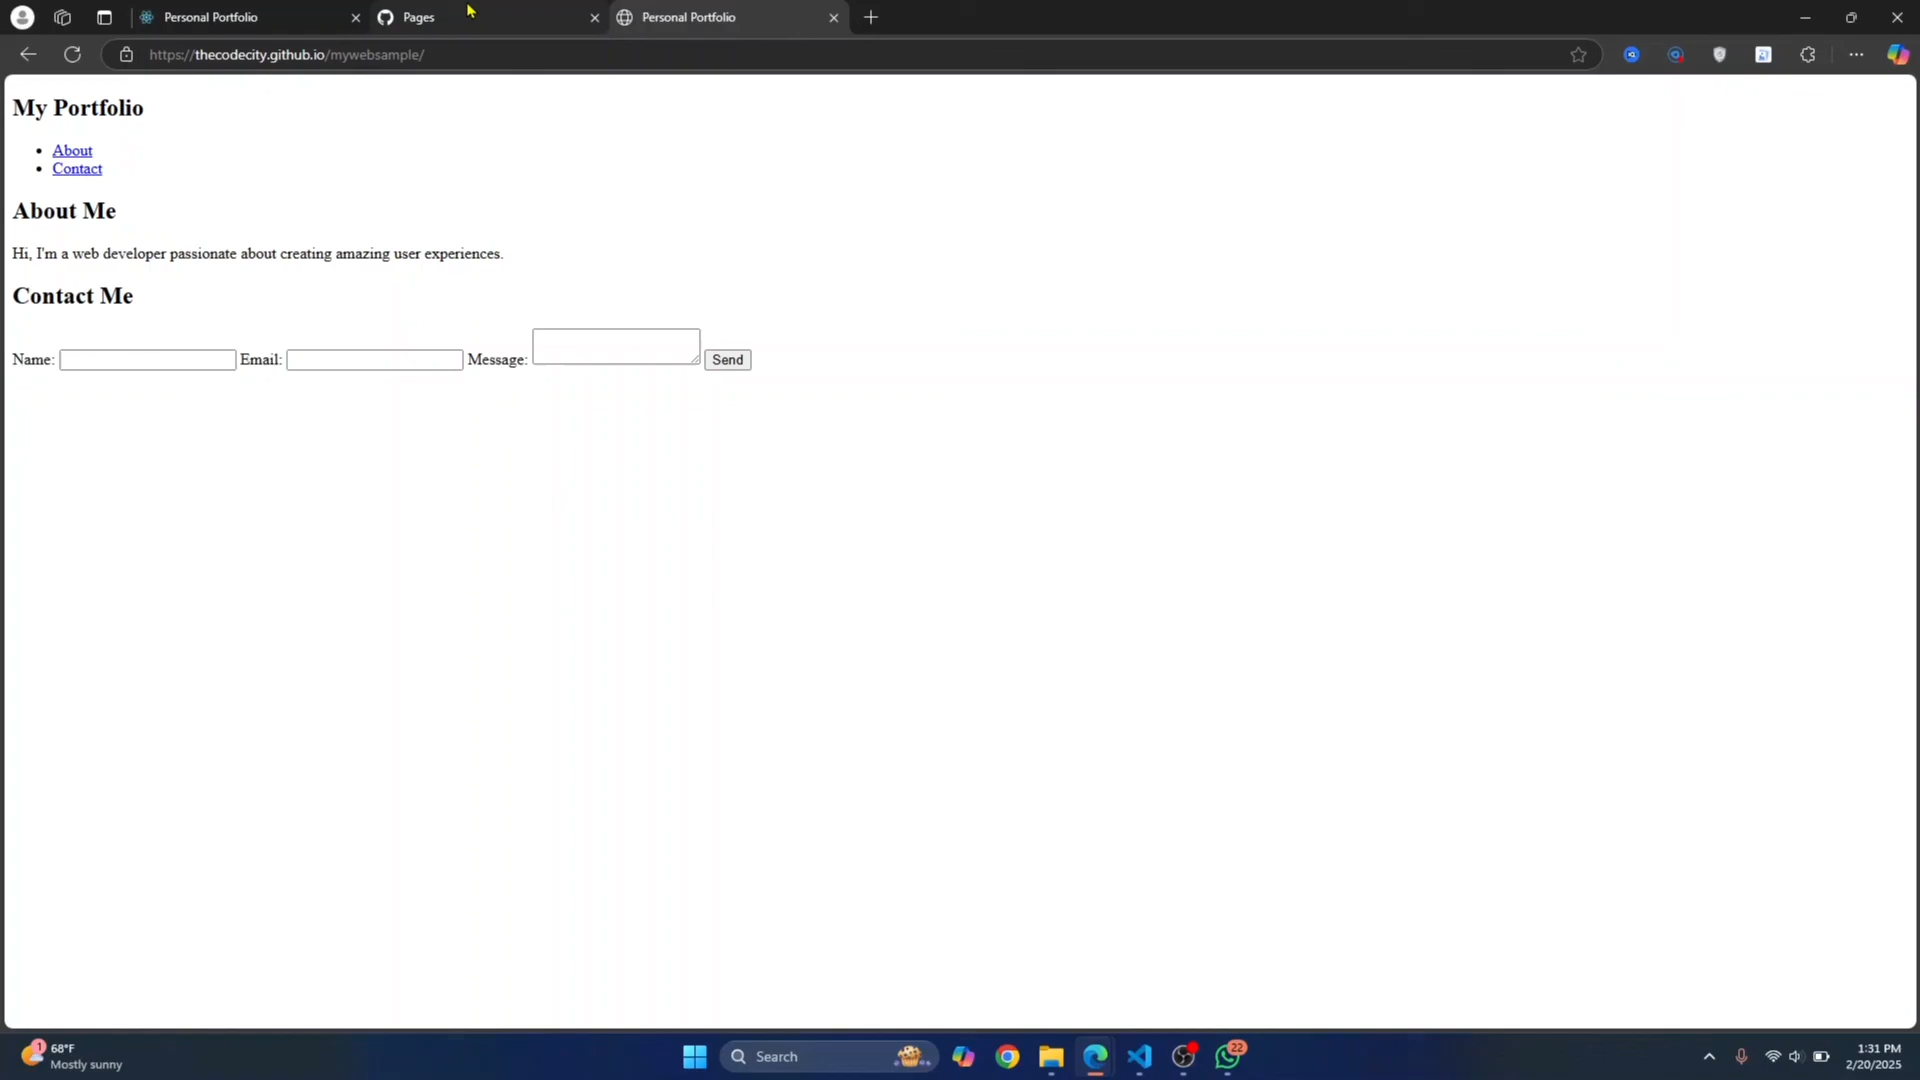 Personal Portfolio
Pages
Personal Portfolio
https://thecodecity.github.io/mywebsample/
My Portfolio
About
Contact
About Me
Hi, I'm a web developer passionate about creating amazing user experiences.
Contact Me
Name: Email: Message: Send
1
68°F
Mostly sunny
Search
22
1:31 PM
2/20/2025